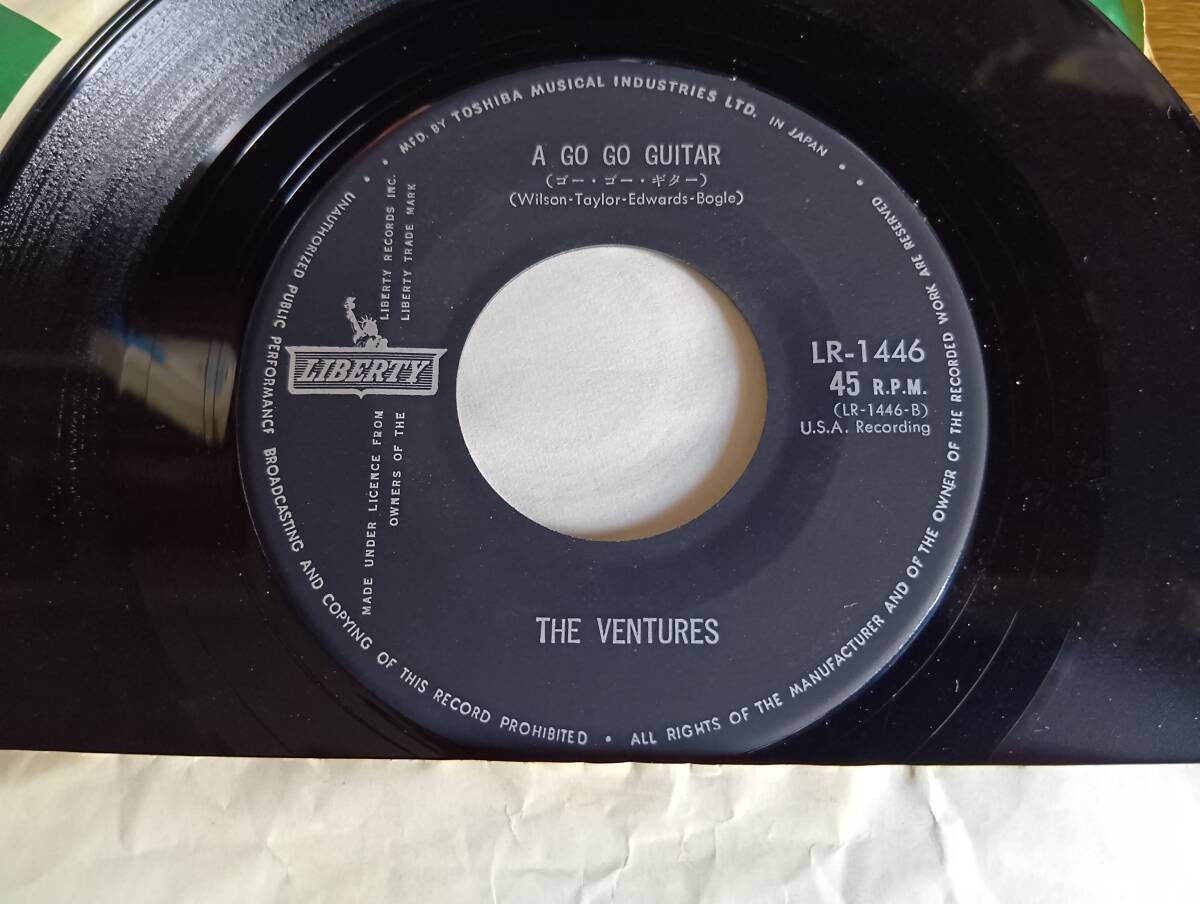 MFD. BY TOSHIBA MUSICAL INDUSTRIES LTD. IN JAPAN
A GO GO GUITAR
(ゴー・ゴー・ギター)
(Wilson-Taylor-Edwards-Bogle)
LIBERTY RECORDS INC.
LIBERTY TRADE MARK
LIBERTY
MADE UNDER LICENCE FROM
OWNERS OF THE
LR-1446
45 R.P.M.
(LR-1446-B)
U.S.A. Recording
THE VENTURES
UNAUTHORIZED PUBLIC PERFORMANCE BROADCASTING AND COPYING OF THIS RECORD PROHIBITED • ALL RIGHTS OF THE MANUFACTURER AND OF THE OWNER OF THE RECORDED WORK ARE RESERVED